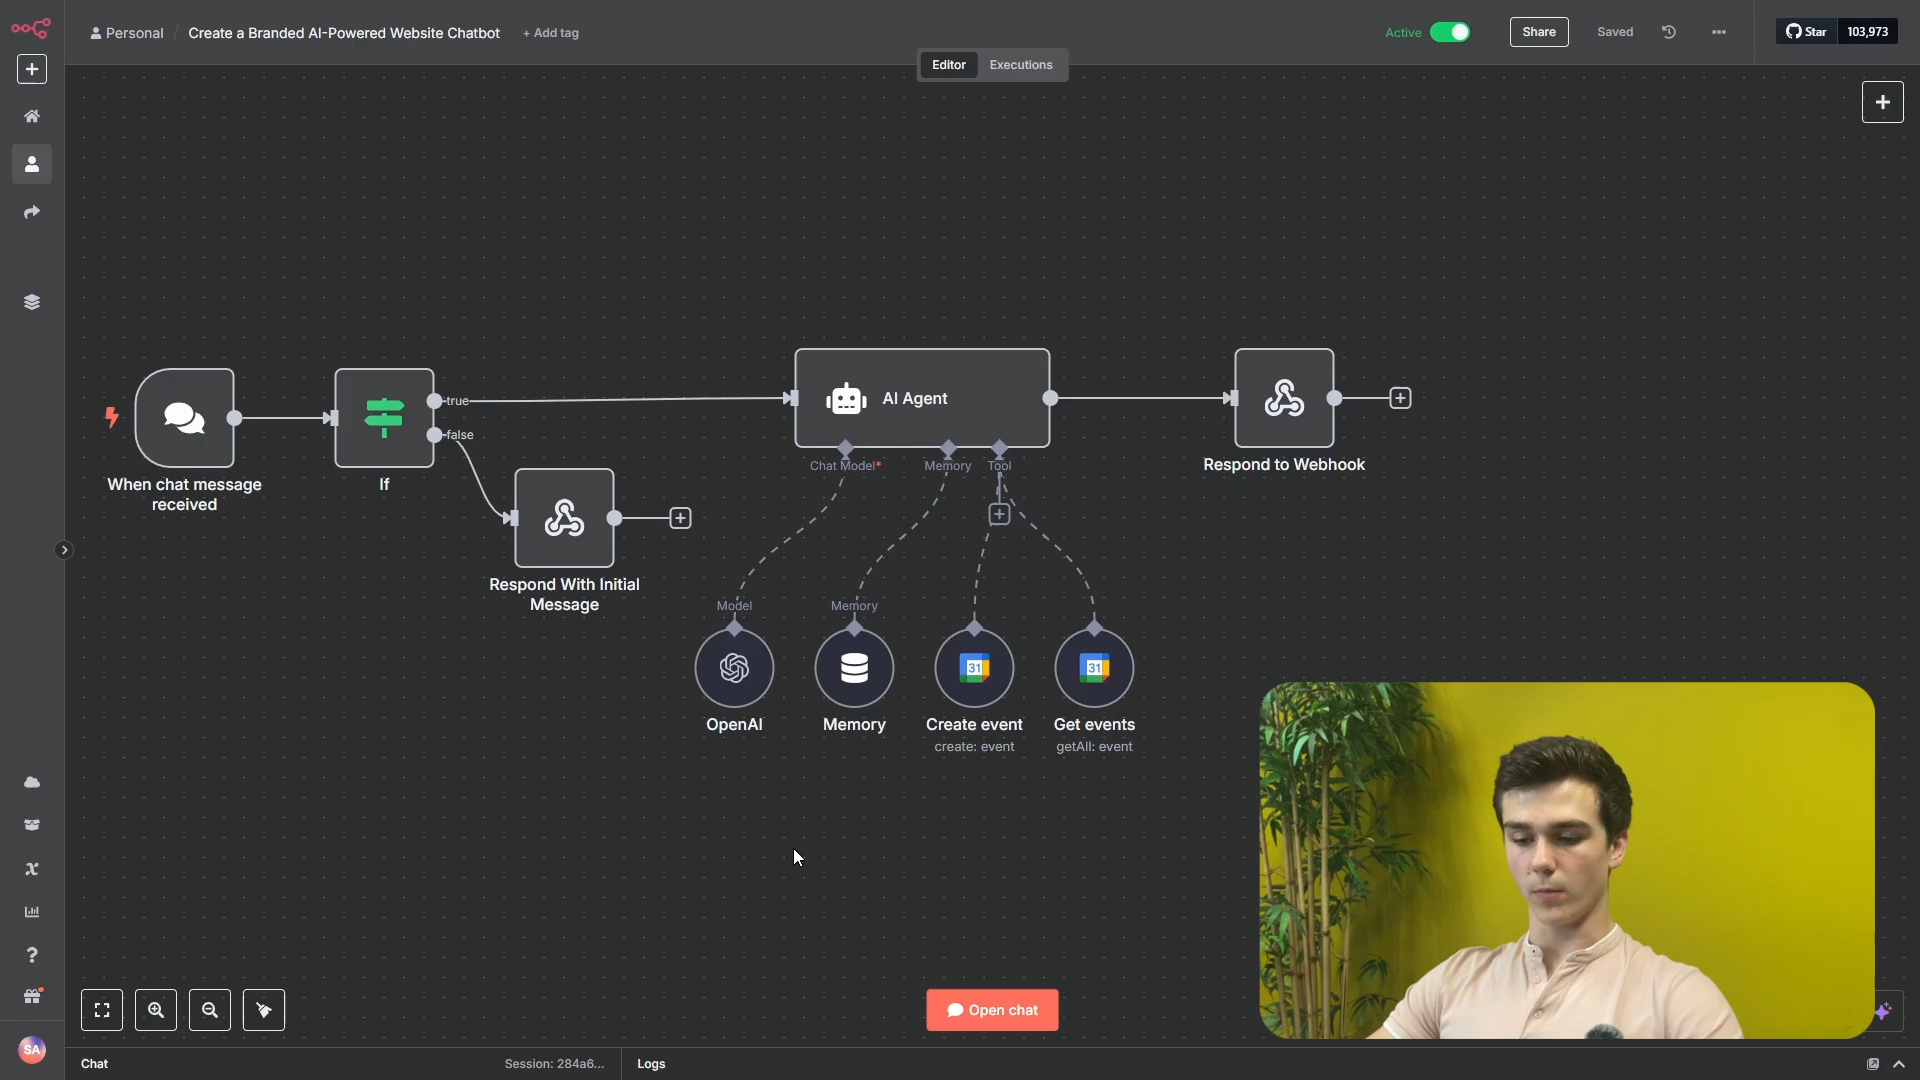 Personal / Create a Branded AI-Powered Website Chatbot + Add tag
Active
Share
Saved
Star 103,973
Editor Executions
true
false
AI Agent
Chat Model*
Memory
Tool
When chat message
received
If
Respond to Webhook
Respond With Initial
Message
Model
Memory
31
31
OpenAI
Memory
Create event
create: event
Get events
getAll: event
Open chat
SA
Chat
Session: 284a6...
Logs